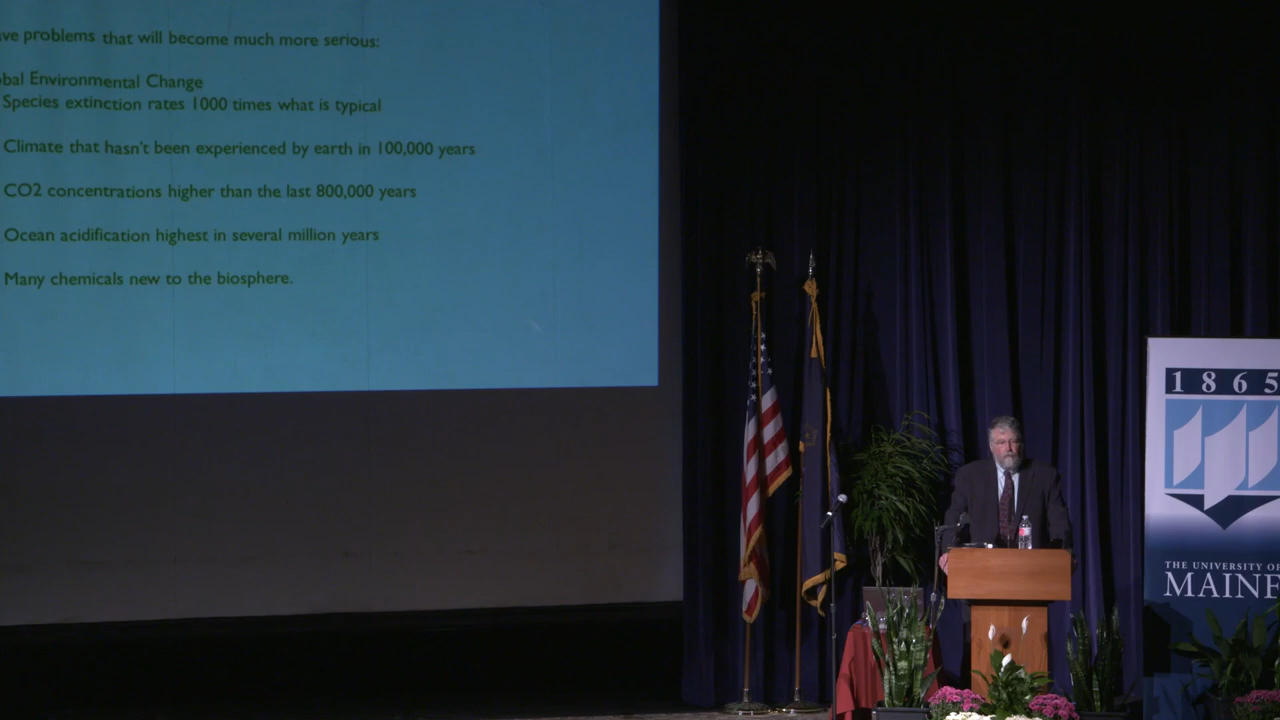 ve problems that will become much more serious:
bal Environmental Change
Species extinction rates 1000 times what is typical
Climate that hasn't been experienced by earth in 100,000 years
CO2 concentrations higher than the last 800,000 years
Ocean acidification highest in several million years
Many chemicals new to the biosphere.
1865
THE UNIVERSITY OF
MAINE